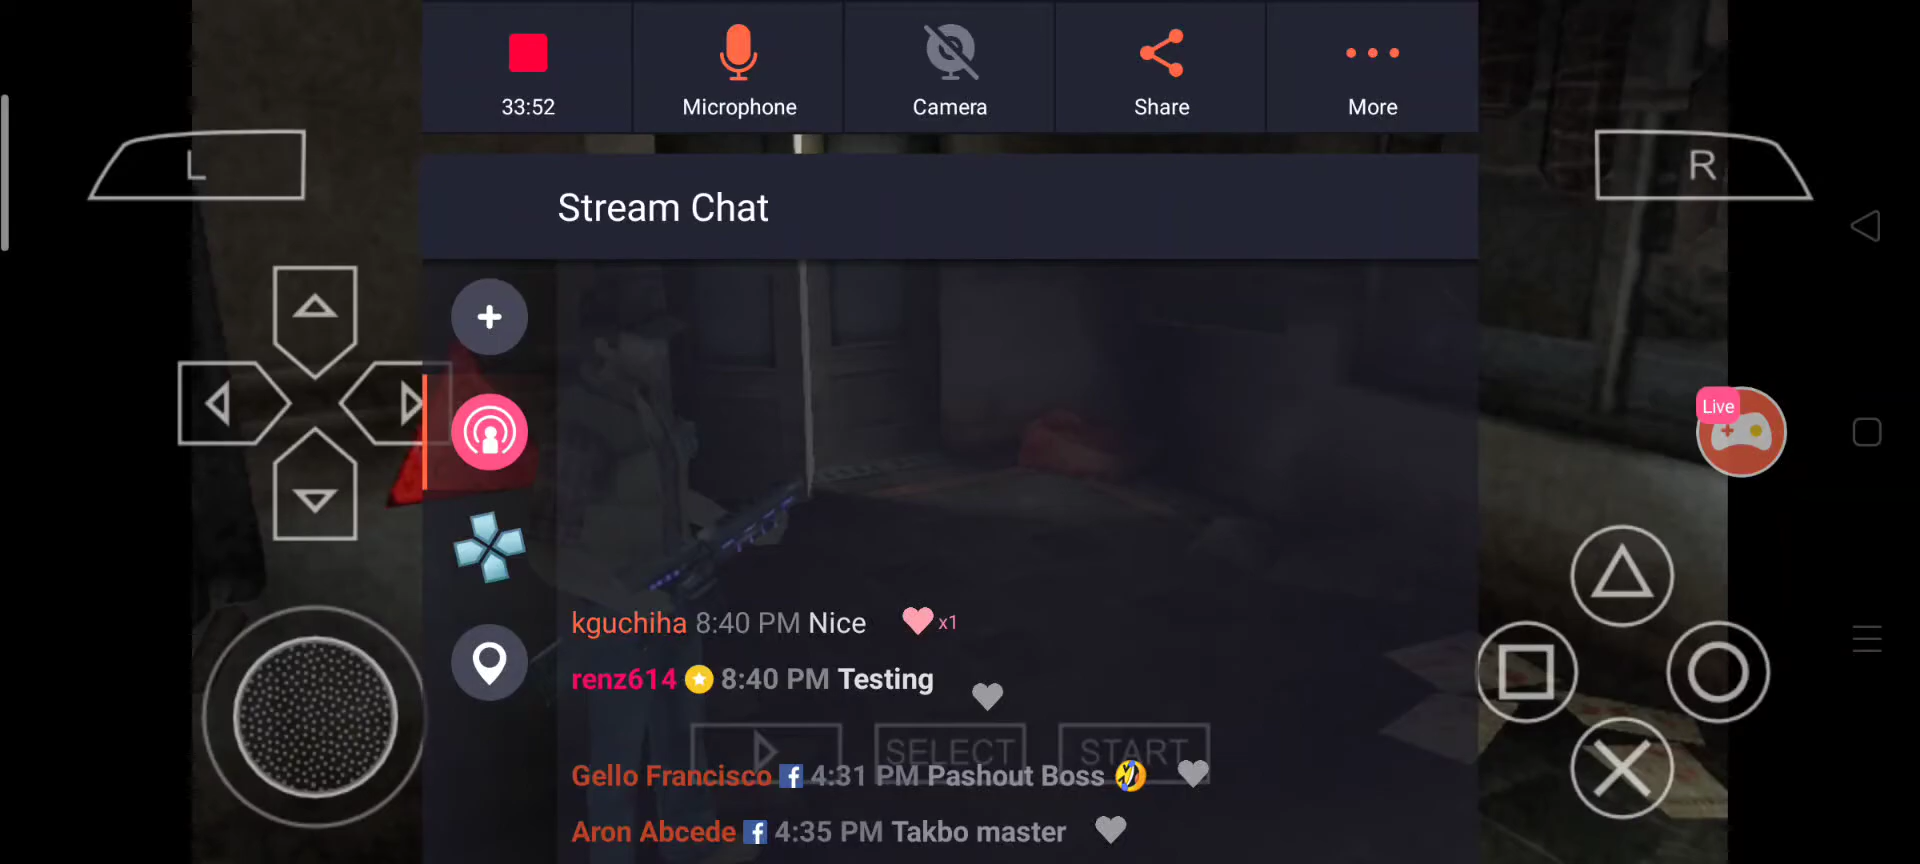 33:52
Microphone
Camera
Share
More
L
R
Stream Chat
Live
kguchiha 8:40 PM Nice x1
renz614 8:40 PM Testing
SELECT
START
Gello Francisco 4:31 PM Pashout Boss 🤣
Aron Abcede 4:35 PM Takbo master